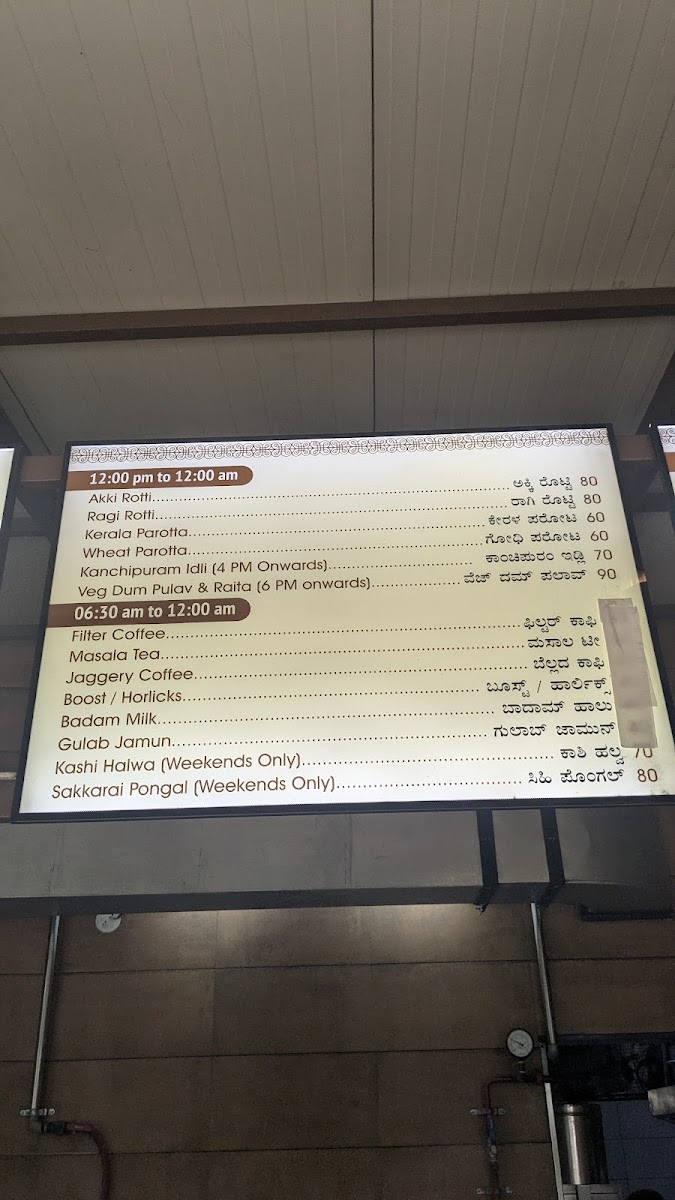 12:00 pm to 12:00 am
Akki Rotti................ಅಕ್ಕಿ ರೊಟ್ಟಿ 80
Ragi Rotti................ರಾಗಿ ರೊಟ್ಟಿ 80
Kerala Parotta................ಕೇರಳ ಪರೋಟ 60
Wheat Parotta................ಗೋಧಿ ಪರೋಟ 60
Kanchipuram Idli (4 PM Onwards)................ಕಾಂಚಿಪುರಂ ಇಡ್ಲಿ 70
Veg Dum Pulav & Raita (6 PM onwards)................ವೆಜ್ ದಮ್ ಪಲಾವ್ 90
06:30 am to 12:00 am
Filter Coffee................ಫಿಲ್ಟರ್ ಕಾಫಿ
Masala Tea................ಮಸಾಲ ಟೀ
Jaggery Coffee................ಬೆಲ್ಲದ ಕಾಫಿ
Boost / Horlicks................ಬೂಸ್ಟ್ / ಹಾರ್ಲಿಕ್ಸ್
Badam Milk................ಬಾದಾಮ್ ಹಾಲು
Gulab Jamun................ಗುಲಾಬ್ ಜಾಮುನ್
Kashi Halwa (Weekends Only)................ಕಾಶಿ ಹಲ್ವ 70
Sakkarai Pongal (Weekends Only)................ಸಿಹಿ ಪೊಂಗಲ್ 80